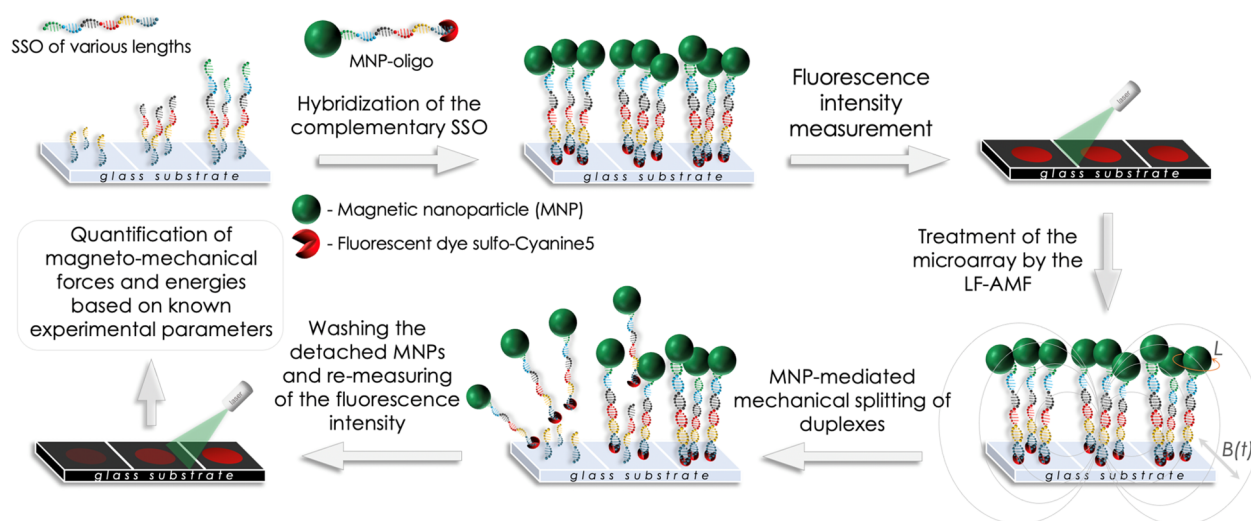 SSO of various lengths
glass substrate
MNP-oligo
Hybridization of the
complementary SSO
glass substrate
Fluorescence
intensity
measurement
laser
glass substrate
- Magnetic nanoparticle (MNP)
- Fluorescent dye sulfo-Cyanine5
Treatment of the
microarray by the
LF-AMF
L
B(t)
glass substrate
MNP-mediated
mechanical splitting of
duplexes
glass substrate
Washing the
detached MNPs
and re-measuring
of the fluorescence
intensity
laser
glass substrate
Quantification of
magneto-mechanical
forces and energies
based on known
experimental parameters